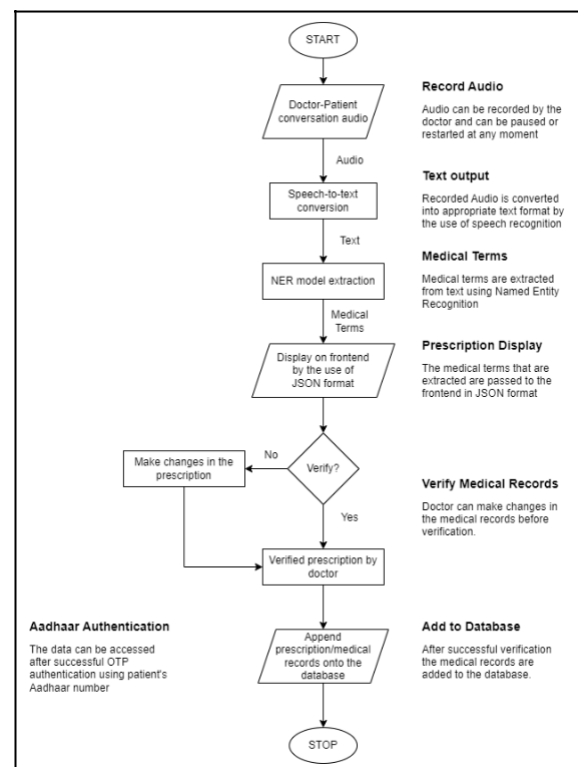 START
Doctor-Patient
conversation audio
Record Audio
Audio can be recorded by the
doctor and can be paused or
restarted at any moment
Audio
Speech-to-text
conversion
Text output
Recorded Audio is converted
into appropriate text format by
the use of speech recognition
Text
NER model extraction
Medical Terms
Medical terms are extracted
from text using Named Entity
Recognition
Medical
Terms
Display on frontend
by the use of
JSON format
Prescription Display
The medical terms that are
extracted are passed to the
frontend in JSON format
Make changes in the
prescription
No
Verify?
Verify Medical Records
Doctor can make changes in
the medical records before
verification.
Yes
Verified prescription by
doctor
Aadhaar Authentication
The data can be accessed
after successful OTP
authentication using patient's
Aadhaar number
Append
prescription/medical
records onto the
database
Add to Database
After successful verification
the medical records are
added to the database.
STOP